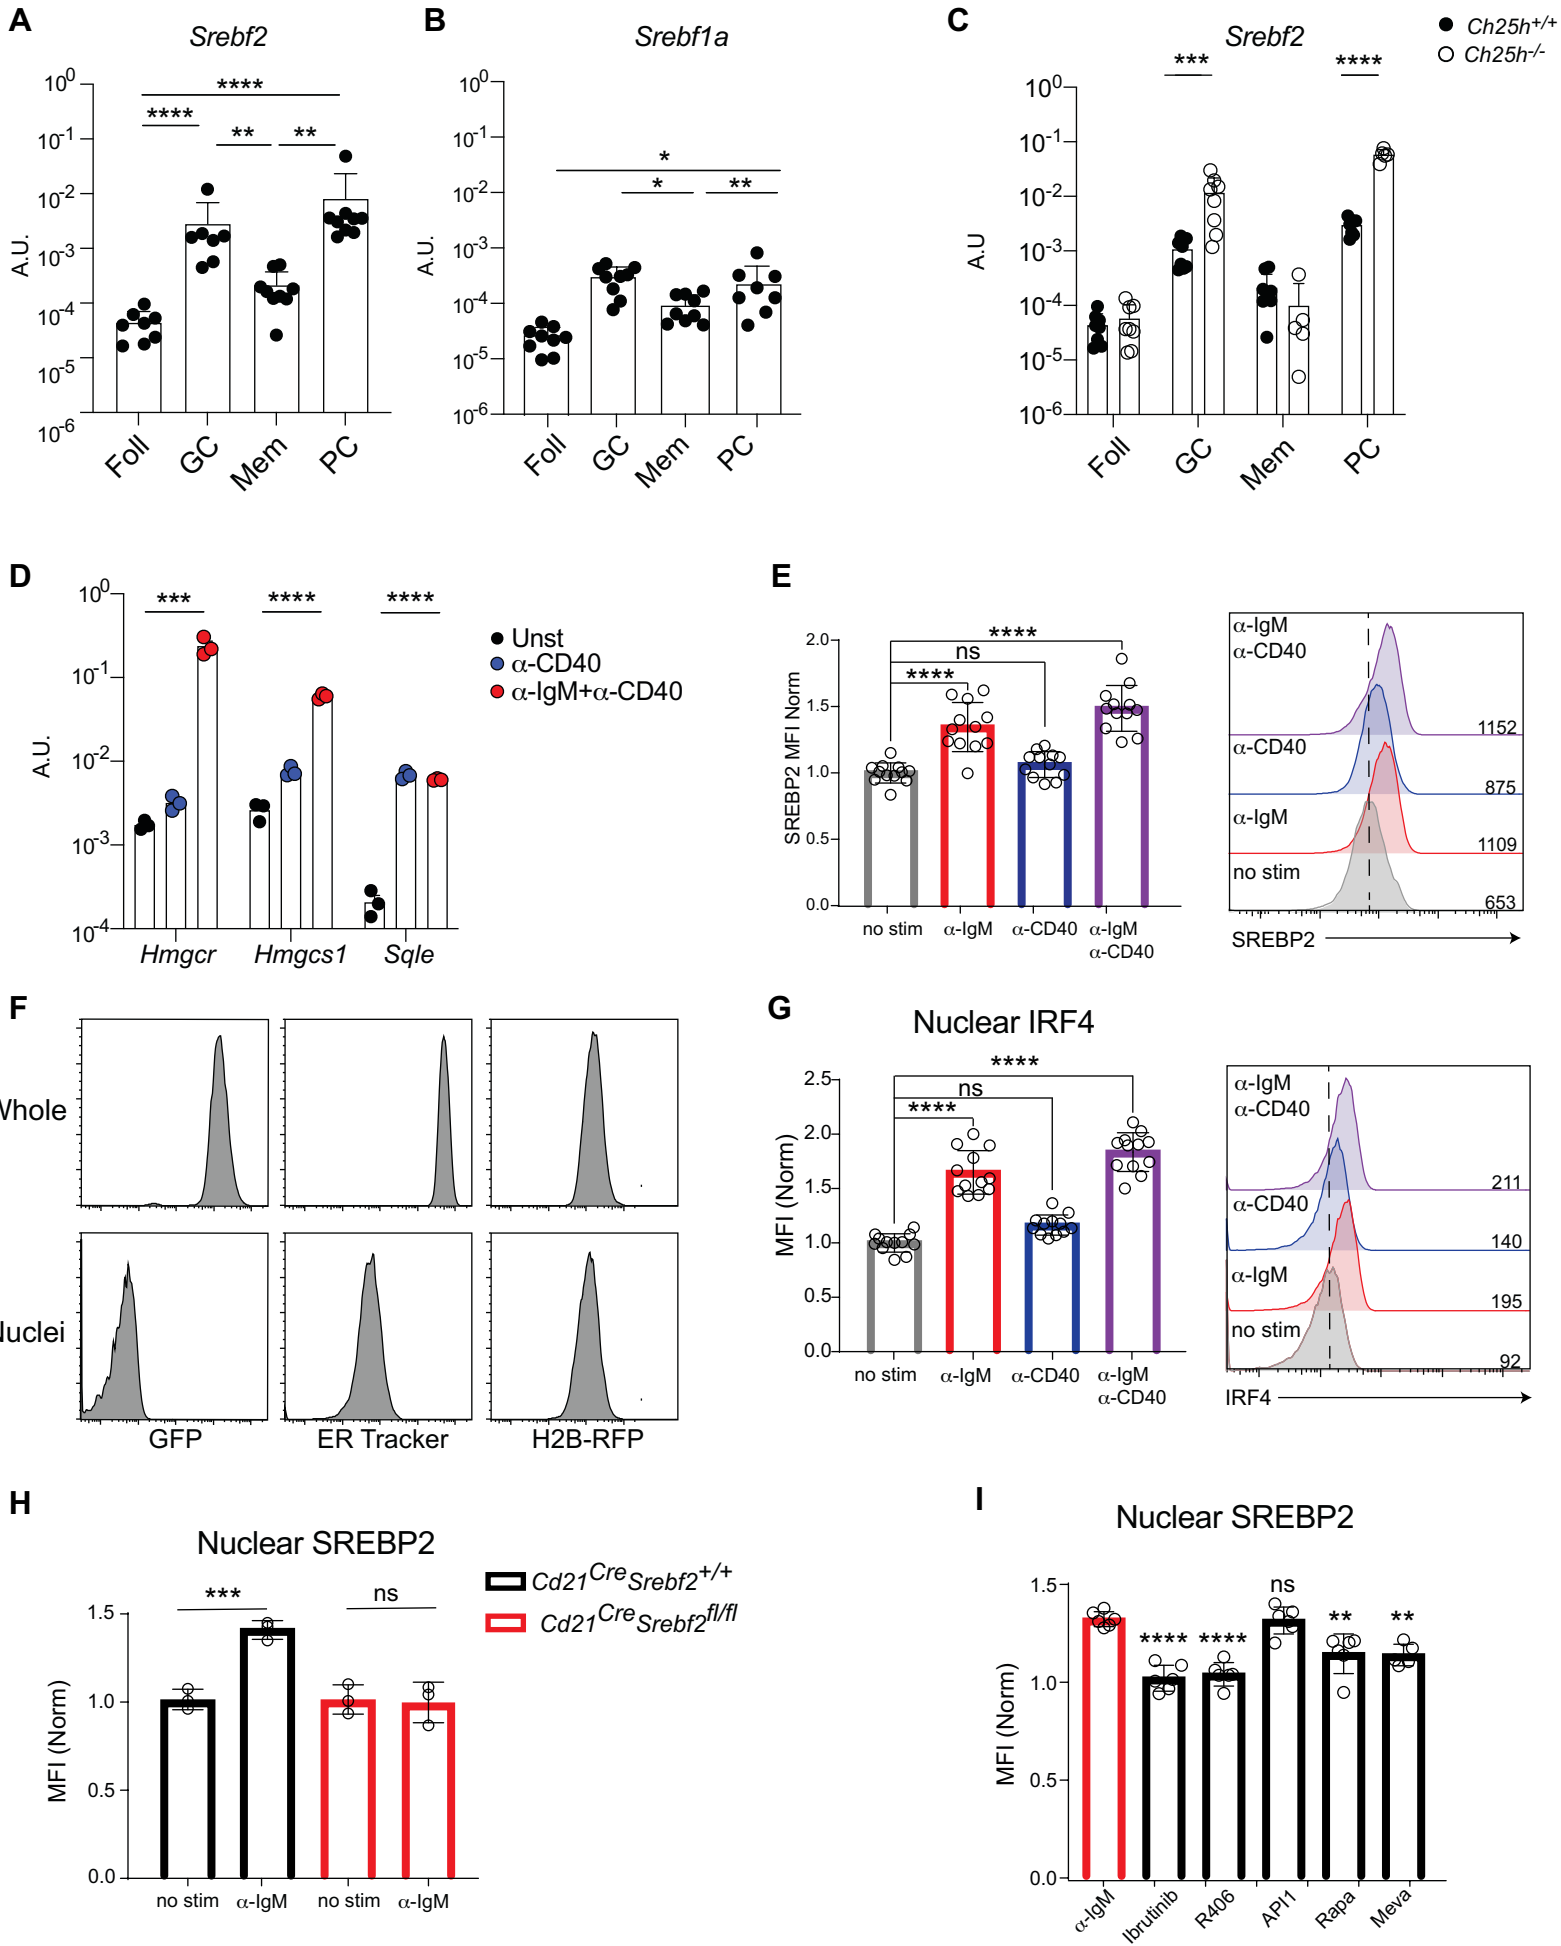 A
Srebf2
10^0
10^-1
10^-2
10^-3
10^-4
10^-5
10^-6
A.U.
****
****
**
**
Foll
GC
Mem
PC
B
Srebf1a
10^0
10^-1
10^-2
10^-3
10^-4
10^-5
10^-6
A.U.
*
*
**
Foll
GC
Mem
PC
C
Srebf2
Ch25h+/+
Ch25h-/-
10^0
10^-1
10^-2
10^-3
10^-4
10^-5
10^-6
A.U
***
****
Foll
GC
Mem
PC
D
10^0
10^-1
10^-2
10^-3
10^-4
A.U.
***
****
****
Unst
α-CD40
α-IgM+α-CD40
Hmgcr
Hmgcs1
Sqle
E
SREBP2 MFI Norm
2.0
1.5
1.0
0.5
0.0
****
ns
****
no stim
α-IgM
α-CD40
α-IgM
α-CD40
α-IgM
α-CD40
1152
α-CD40
875
α-IgM
1109
no stim
653
SREBP2
F
Whole
Nuclei
GFP
ER Tracker
H2B-RFP
G
Nuclear IRF4
MFI (Norm)
2.5
2.0
1.5
1.0
0.5
0.0
****
ns
****
no stim
α-IgM
α-CD40
α-IgM
α-CD40
α-IgM
α-CD40
211
α-CD40
140
α-IgM
195
no stim
92
IRF4
H
Nuclear SREBP2
MFI (Norm)
1.5
1.0
0.5
0.0
***
ns
Cd21^Cre Srebf2^+/+
Cd21^Cre Srebf2^fl/fl
no stim
α-IgM
no stim
α-IgM
I
Nuclear SREBP2
MFI (Norm)
1.5
1.0
0.5
0.0
****
****
ns
**
**
α-IgM
Ibrutinib
R406
API1
Rapa
Meva